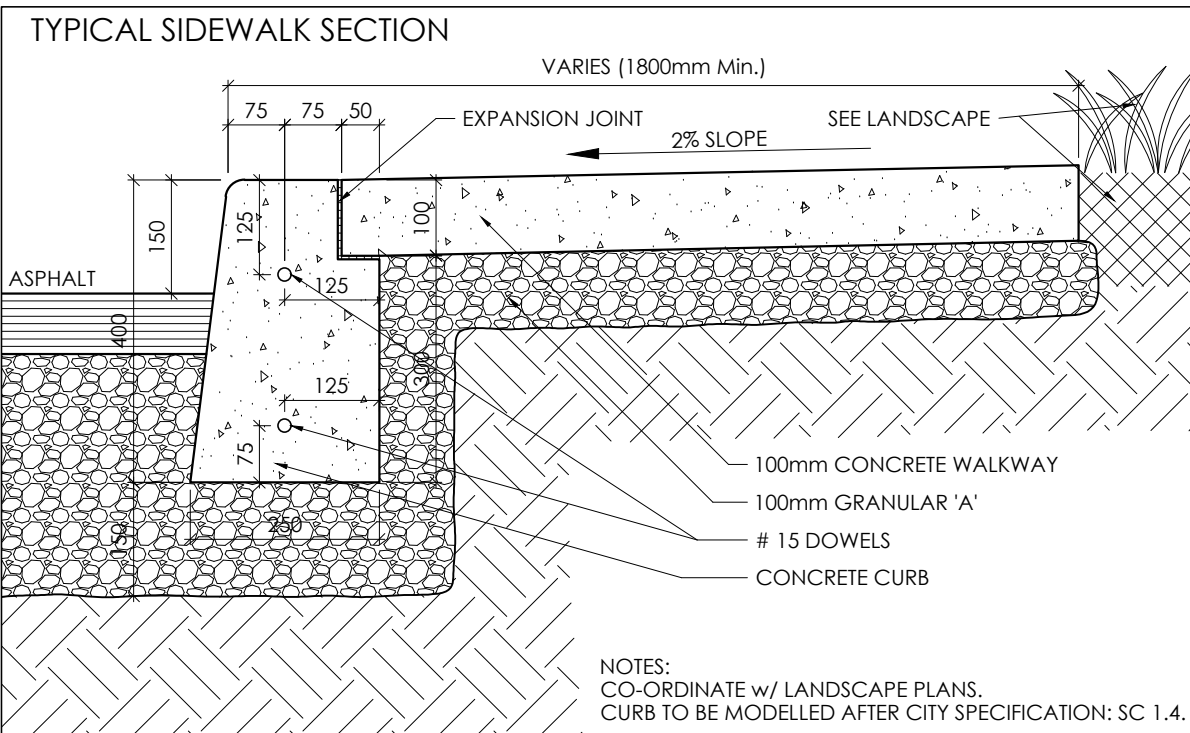 TYPICAL SIDEWALK SECTION
VARIES (1800mm Min.)
75 75 50
EXPANSION JOINT
SEE LANDSCAPE
2% SLOPE
150
125
100
ASPHALT
125
400
300
125
75
100mm CONCRETE WALKWAY
100mm GRANULAR 'A'
250
150
# 15 DOWELS
CONCRETE CURB
NOTES:
CO-ORDINATE w/ LANDSCAPE PLANS.
CURB TO BE MODELLED AFTER CITY SPECIFICATION: SC 1.4.